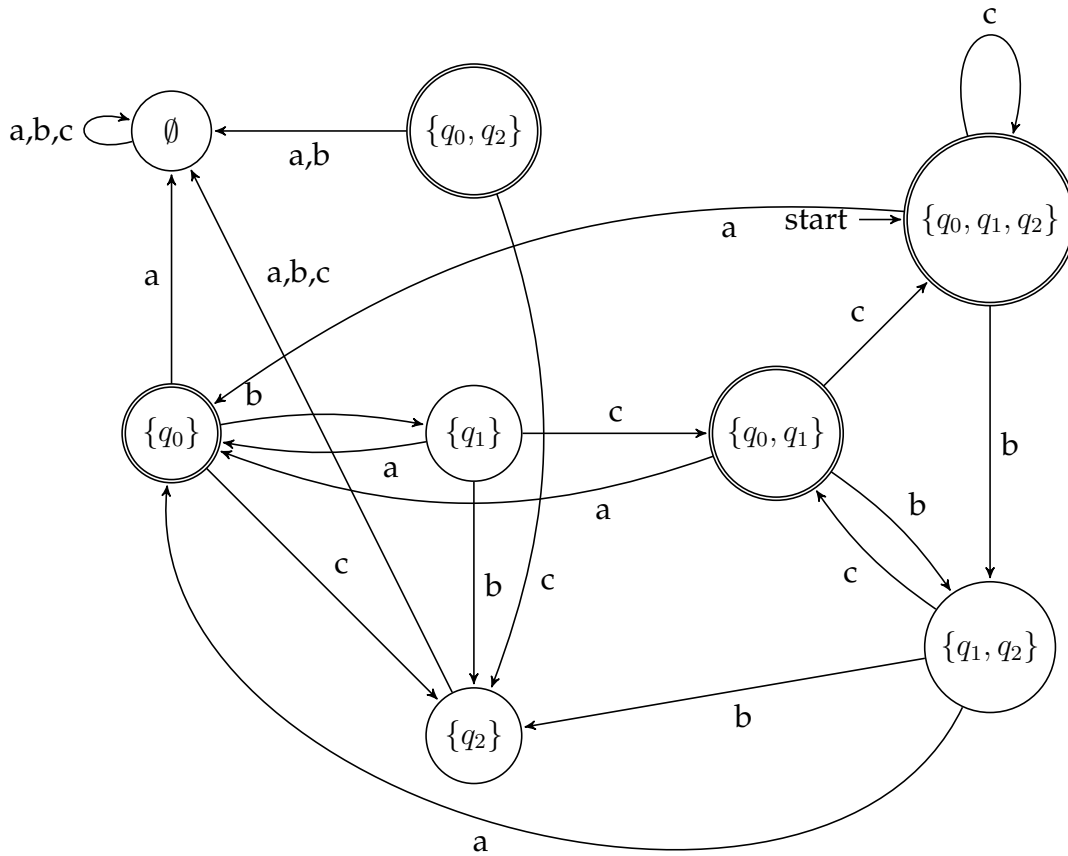 c
∅
a,b,c
{q0, q2}
a,b
{q0, q1, q2}
start
a
a,b,c
a
c
b
{q0}
{q1}
c
{q0, q1}
b
a
a
b
c
b
c
c
{q1, q2}
b
{q2}
a